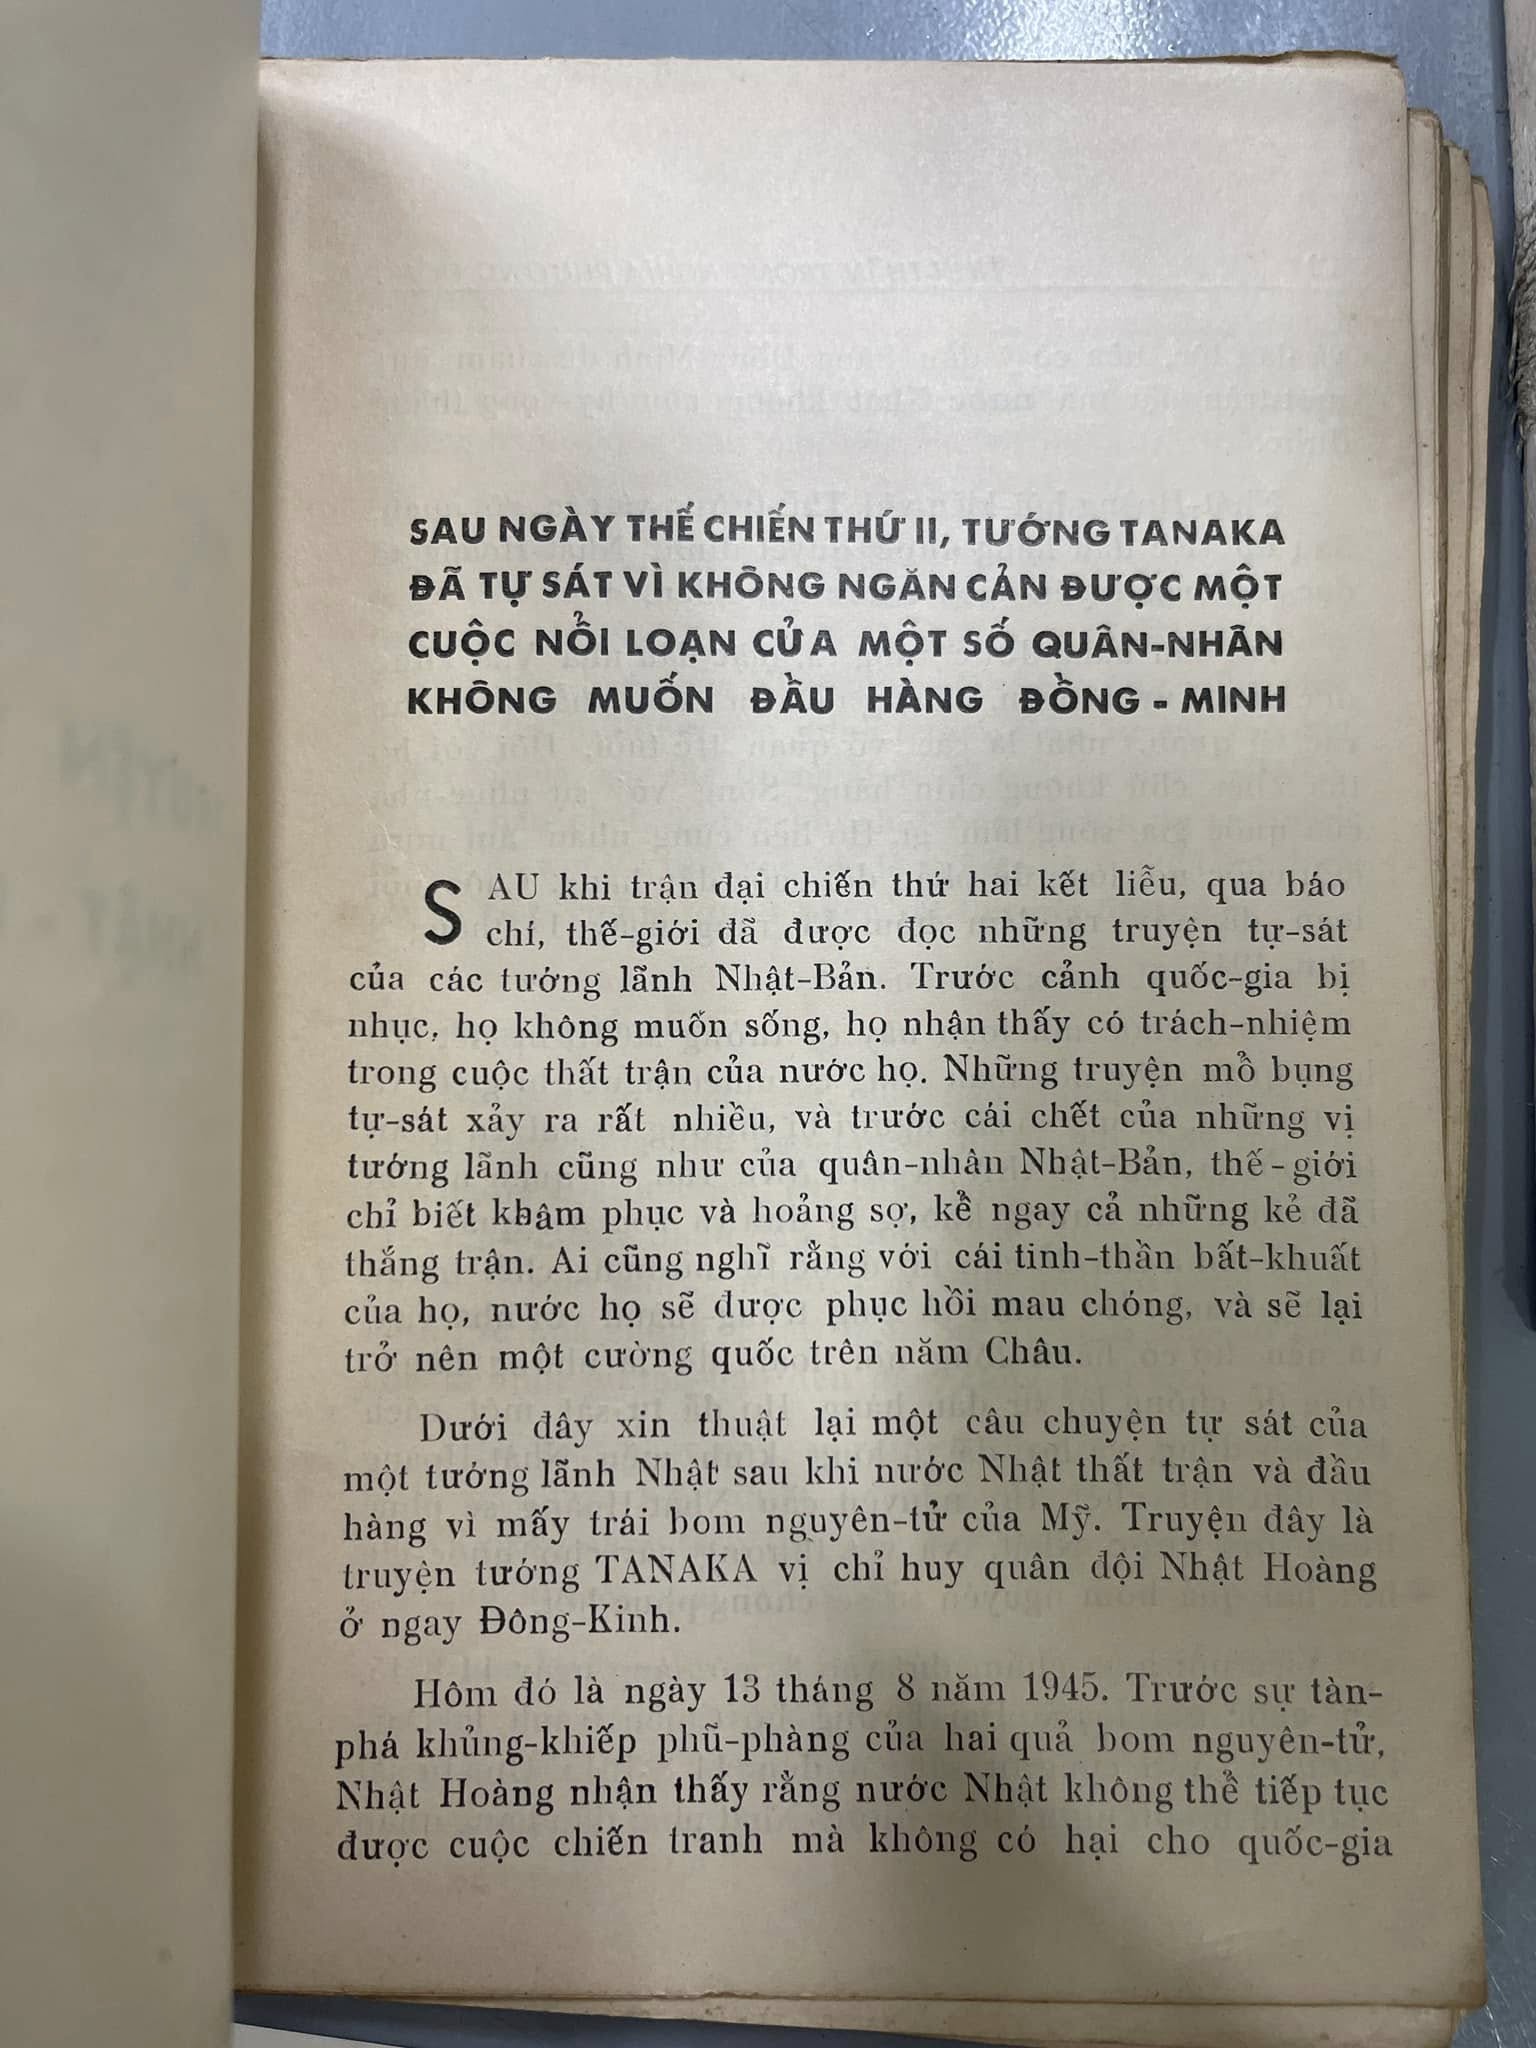 SAU NGÀY THẾ CHIẾN THỨ II, TƯỚNG TANAKA
ĐÃ TỰ SÁT VÌ KHÔNG NGĂN CẢN ĐƯỢC MỘT
CUỘC NỔI LOẠN CỦA MỘT SỐ QUÂN-NHÂN
KHÔNG MUỐN ĐẦU HÀNG ĐỒNG-MINH
SAU khi trận đại chiến thứ hai kết liễu, qua báo
chí, thế-giới đã được đọc những truyện tự-sát
của các tướng lãnh Nhật-Bản. Trước cảnh quốc-gia bị
nhục, họ không muốn sống, họ nhận thấy có trách-nhiệm
trong cuộc thất trận của nước họ. Những truyện mổ bụng
tự-sát xảy ra rất nhiều, và trước cái chết của những vị
tướng lãnh cũng như của quân-nhân Nhật-Bản, thế-giới
chỉ biết khâm phục và hoảng sợ, kể ngay cả những kẻ đã
thắng trận. Ai cũng nghĩ rằng với cái tinh-thần bất-khuất
của họ, nước họ sẽ được phục hồi mau chóng, và sẽ lại
trở nên một cường quốc trên năm Châu.
Dưới đây xin thuật lại một câu chuyện tự sát của
một tướng lãnh Nhật sau khi nước Nhật thất trận và đầu
hàng vì mấy trái bom nguyên-tử của Mỹ. Truyện đây là
truyện tướng TANAKA vị chỉ huy quân đội Nhật Hoàng
ở ngay Đông-Kinh.
Hôm đó là ngày 13 tháng 8 năm 1945. Trước sự tàn-
phá khủng-khiếp phũ-phàng của hai quả bom nguyên-tử,
Nhật Hoàng nhận thấy rằng nước Nhật không thể tiếp tục
được cuộc chiến tranh mà không có hại cho quốc-gia